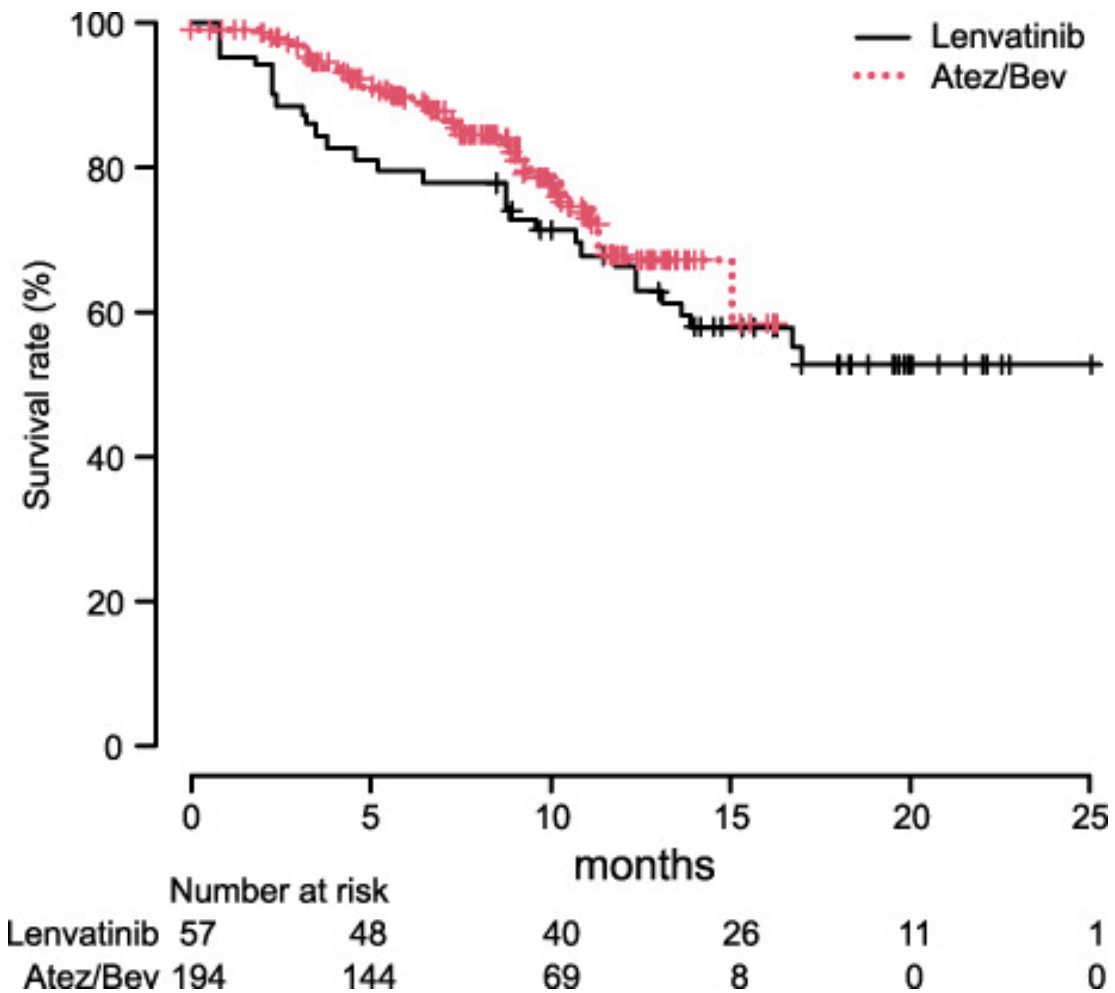 100
80
60
40
20
0
Survival rate (%)
Lenvatinib
Atez/Bev
0 5 10 15 20 25
months
Number at risk
Lenvatinib 57 48 40 26 11 1
Atez/Bev 194 144 69 8 0 0